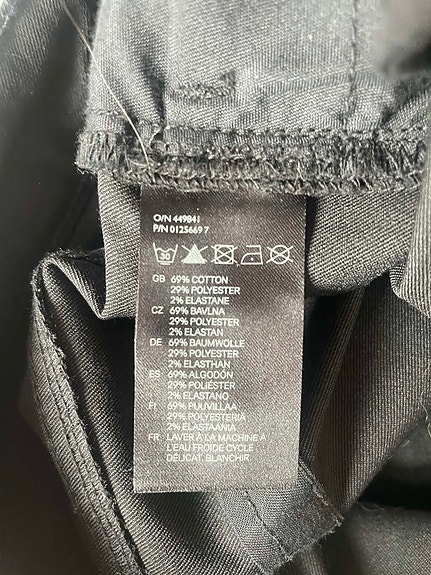 O/N 449841
P/N 0125669 7
30
GB 69% COTTON
29% POLYESTER
2% ELASTANE
CZ 69% BAVLNA
29% POLYESTER
2% ELASTAN
DE 69% BAUMWOLLE
29% POLYESTER
2% ELASTHAN
ES 69% ALGODÓN
29% POLIÉSTER
2% ELASTANO
FI 69% PUUVILLAA
29% POLYESTERIA
2% ELASTAANIA
FR LAVER À LA MACHINE À
L'EAU FROIDE CYCLE
DÉLICAT, BLANCHIR.